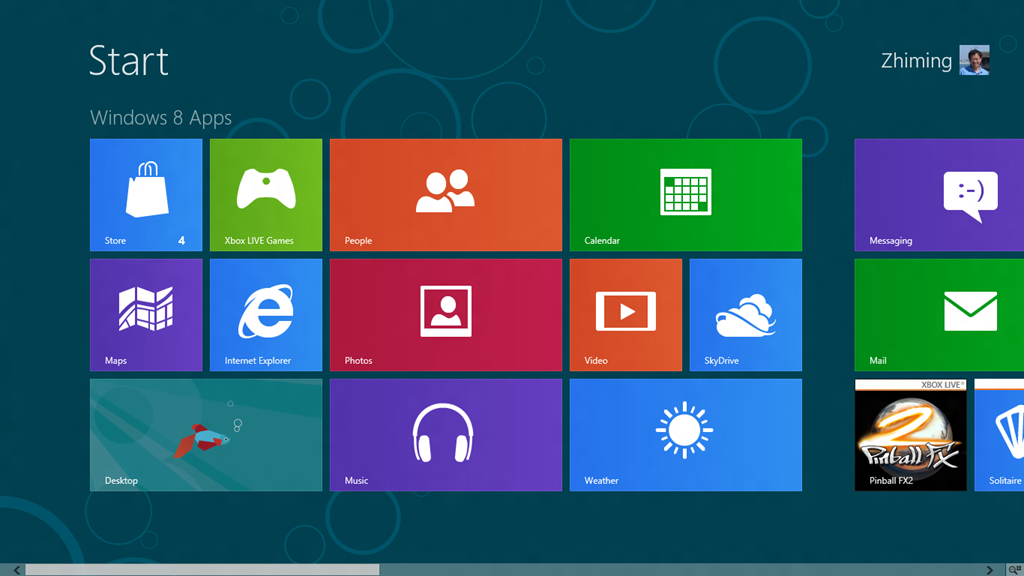 Start
Zhiming
Windows 8 Apps
Store 4
Xbox LIVE Games
People
Calendar
Messaging
:-)
Maps
Internet Explorer
Photos
Video
SkyDrive
Mail
Desktop
Music
Weather
XBOX LIVE®
2
Pinball FX
Pinball FX2
Solitaire